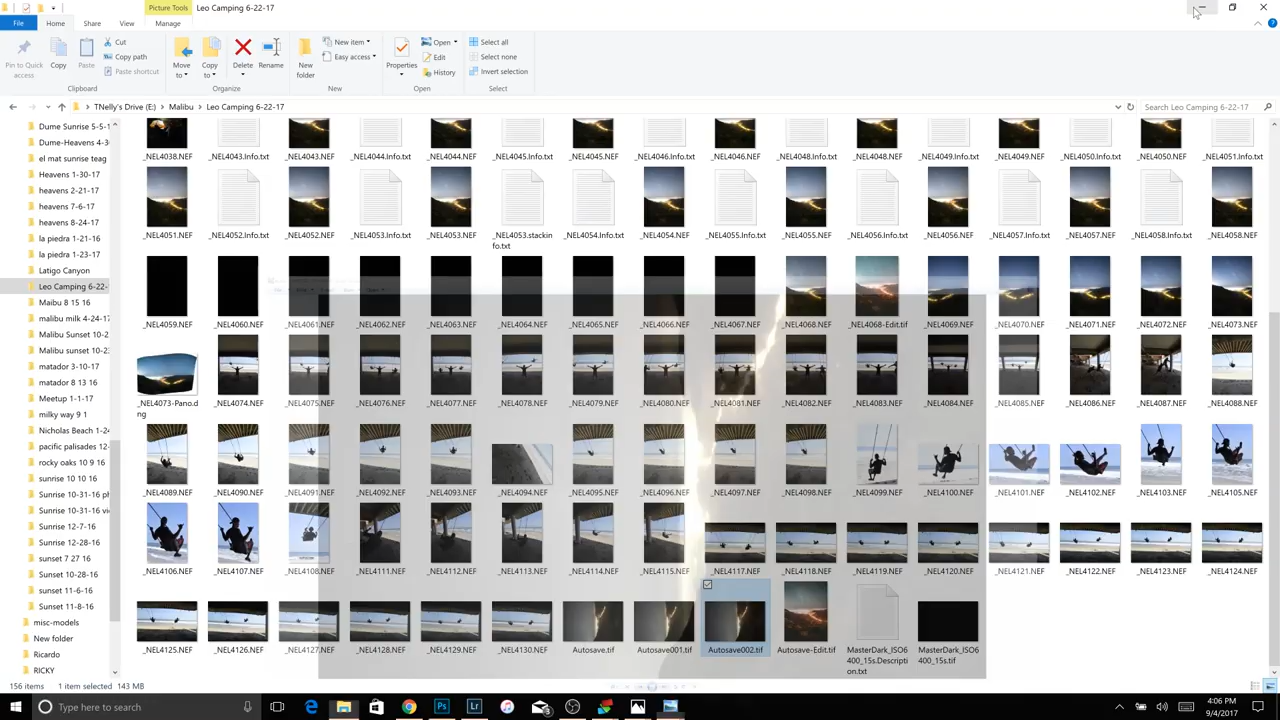 Picture Tools
Leo Camping 6-22-17
File
Home
Share
View
Manage
Pin to Quick access
Copy
Paste
Cut
Copy path
Paste shortcut
Move to
Copy to
Delete
Rename
New folder
New item
Easy access
Properties
Open
Edit
History
Select all
Select none
Invert selection
Clipboard
Organize
New
Open
Select
TNelly's Drive (E:) > Malibu > Leo Camping 6-22-17
Search Leo Camping 6-22-17
Dume Sunrise 5-5-1
Dume-Heavens 4-30
el mat sunrise teag
Heavens 1-30-17
heavens 2-21-17
heavens 7-6-17
heavens 8-24-17
la piedra 1-21-16
la piedra 1-23-17
Latigo Canyon
Leo Camping 6-22-
Maibu 8 15 16
malibu milk 4-24-17
Malibu Sunset 10-2
Malibu sunset 10-23
matador 3-10-17
matador 8 13 16
Meetup 1-1-17
milky way 9 1
Nicholas Beach 1-24
pacific palisades 12-
rocky oaks 10 9 16
sunrise 10 10 16
Sunrise 10-31-16 ph
Sunrise 10-31-16 vi
Sunrise 12-7-16
Sunrise 12-28-16
sunset 7 27 16
Sunset 10-28-16
sunset 11-6-16
Sunset 11-8-16
misc-models
New folder
Ricardo
RICKY
_NEL4038.NEF _NEL4043.Info.txt _NEL4043.NEF _NEL4044.Info.txt _NEL4044.NEF _NEL4045.Info.txt _NEL4045.NEF _NEL4046.Info.txt _NEL4046.NEF _NEL4048.Info.txt _NEL4048.NEF _NEL4049.Info.txt _NEL4049.NEF _NEL4050.Info.txt _NEL4050.NEF _NEL4051.Info.txt
_NEL4051.NEF _NEL4052.Info.txt _NEL4052.NEF _NEL4053.Info.txt _NEL4053.NEF _NEL4053.stackin _NEL4054.Info.txt _NEL4054.NEF _NEL4055.Info.txt _NEL4055.NEF _NEL4056.Info.txt _NEL4056.NEF _NEL4057.Info.txt _NEL4057.NEF _NEL4058.Info.txt _NEL4058.NEF
fo.txt
_NEL4059.NEF _NEL4060.NEF _NEL4061.NEF _NEL4062.NEF _NEL4063.NEF _NEL4064.NEF _NEL4065.NEF _NEL4066.NEF _NEL4067.NEF _NEL4068.NEF _NEL4068-Edit.tif _NEL4069.NEF _NEL4070.NEF _NEL4071.NEF _NEL4072.NEF _NEL4073.NEF
_NEL4073-Pano.d _NEL4074.NEF _NEL4075.NEF _NEL4076.NEF _NEL4077.NEF _NEL4078.NEF _NEL4079.NEF _NEL4080.NEF _NEL4081.NEF _NEL4082.NEF _NEL4083.NEF _NEL4084.NEF _NEL4085.NEF _NEL4086.NEF _NEL4087.NEF _NEL4088.NEF
ng
_NEL4089.NEF _NEL4090.NEF _NEL4091.NEF _NEL4092.NEF _NEL4093.NEF _NEL4094.NEF _NEL4095.NEF _NEL4096.NEF _NEL4097.NEF _NEL4098.NEF _NEL4099.NEF _NEL4100.NEF _NEL4101.NEF _NEL4102.NEF _NEL4103.NEF _NEL4105.NEF
_NEL4106.NEF _NEL4107.NEF _NEL4108.NEF _NEL4111.NEF _NEL4112.NEF _NEL4113.NEF _NEL4114.NEF _NEL4115.NEF _NEL4117.NEF _NEL4118.NEF _NEL4119.NEF _NEL4120.NEF _NEL4121.NEF _NEL4122.NEF _NEL4123.NEF _NEL4124.NEF
_NEL4125.NEF _NEL4126.NEF _NEL4127.NEF _NEL4128.NEF _NEL4129.NEF _NEL4130.NEF Autosave.tif Autosave001.tif Autosave002.tif Autosave-Edit.tif MasterDark_ISO6 MasterDark_ISO6
400_15s.Descripti 400_15s.tif
on.txt
156 items 1 item selected 143 MB
Type here to search
4:06 PM
9/4/2017